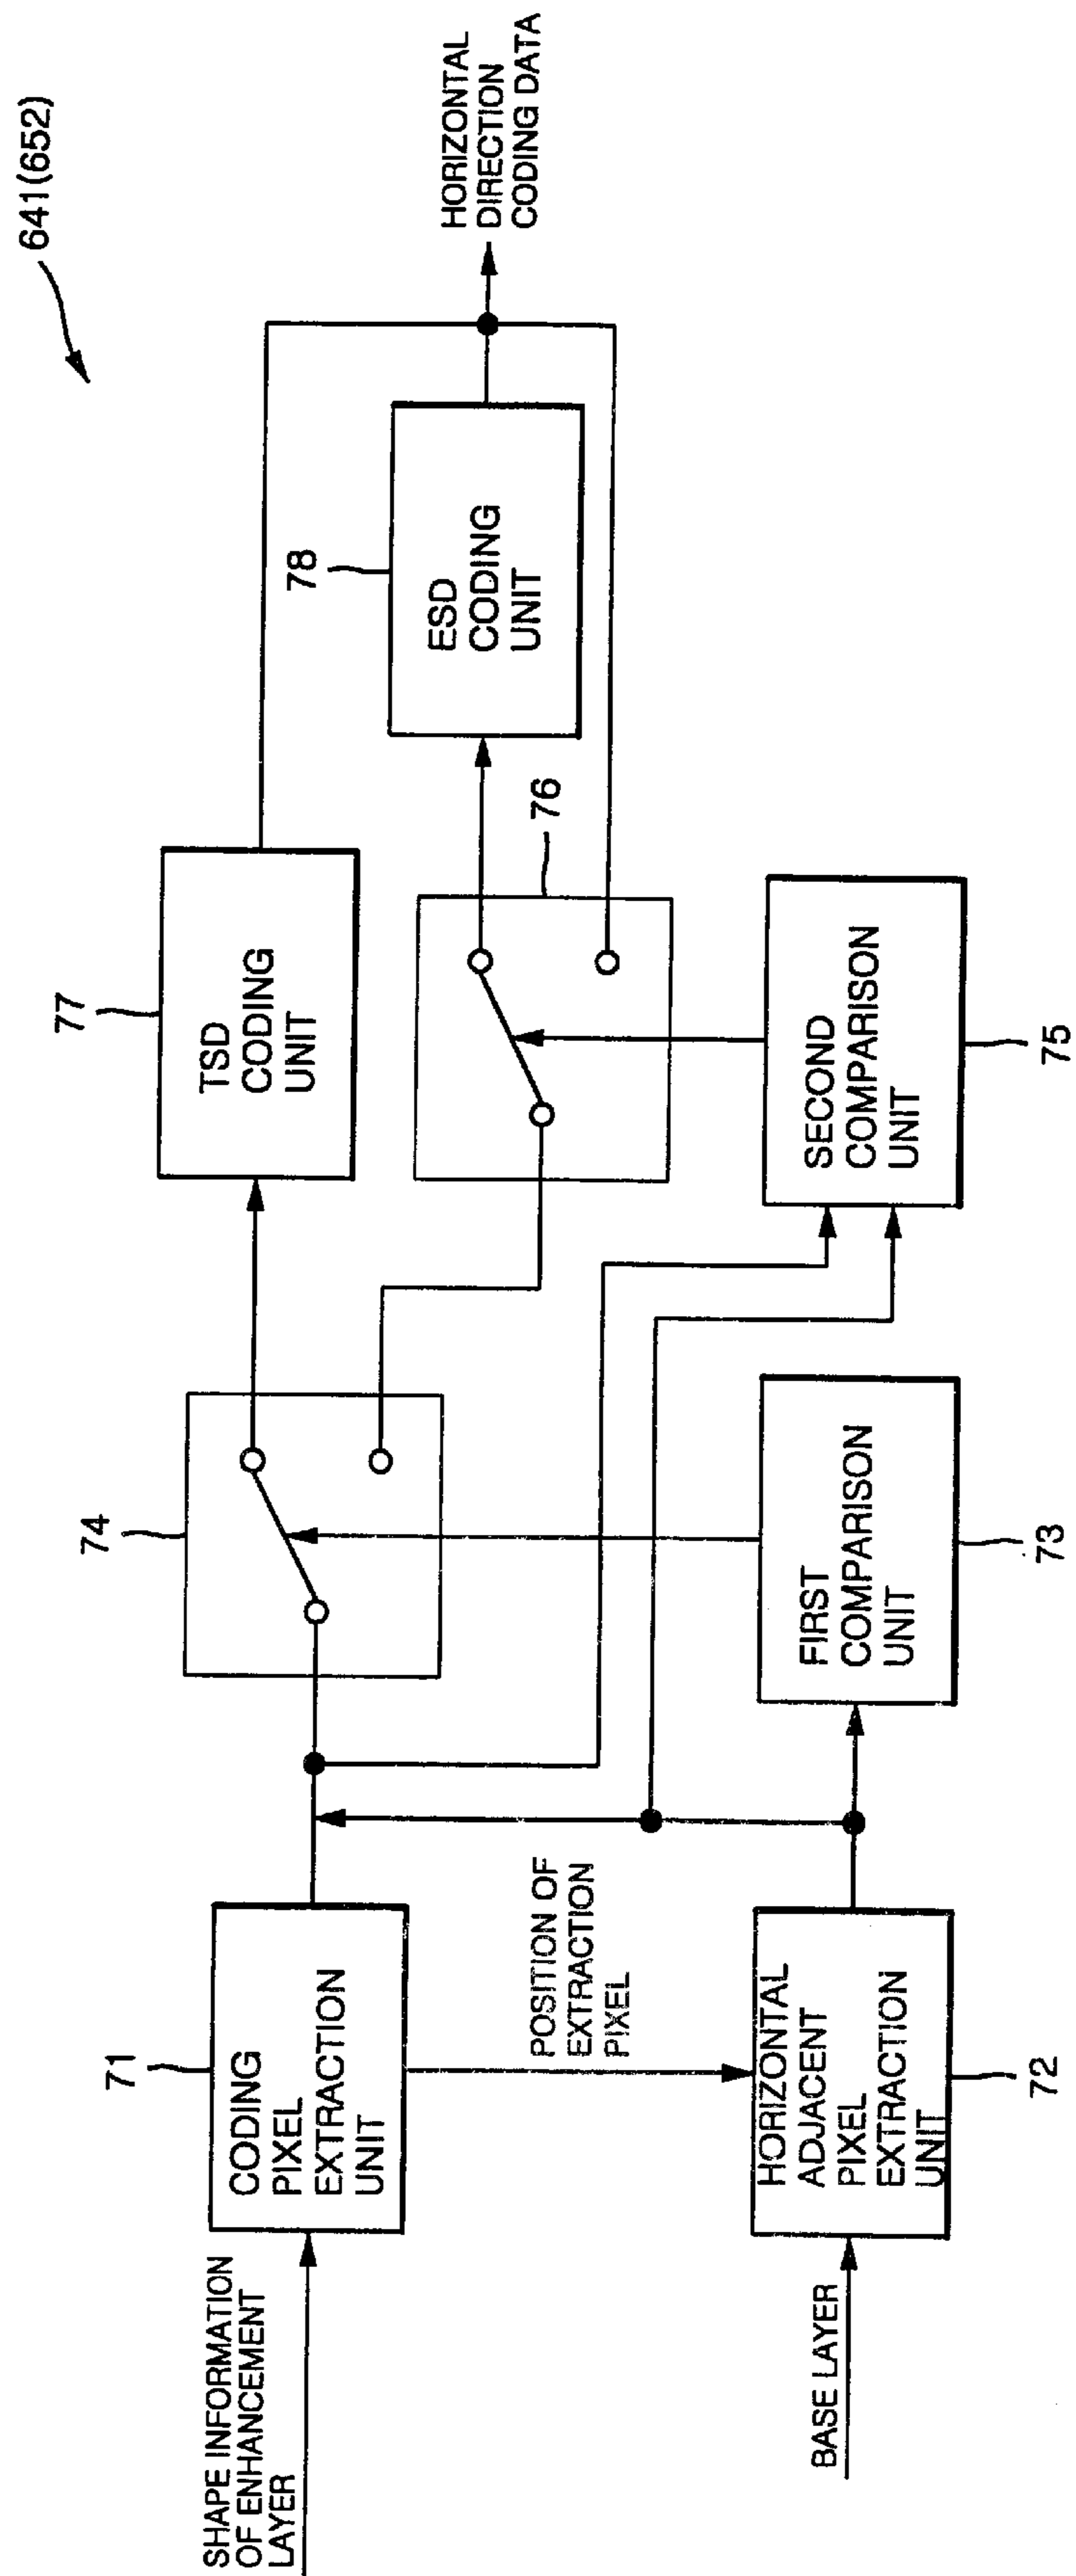 641(652)
SHAPE INFORMATION
OF ENHANCEMENT
LAYER
71
CODING
PIXEL
EXTRACTION
UNIT
74
77
TSD
CODING
UNIT
78
ESD
CODING
UNIT
HORIZONTAL
DIRECTION
CODING DATA
76
POSITION OF
EXTRACTION
PIXEL
BASE LAYER
HORIZONTAL
ADJACENT
PIXEL
EXTRACTION
UNIT
72
FIRST
COMPARISON
UNIT
73
SECOND
COMPARISON
UNIT
75